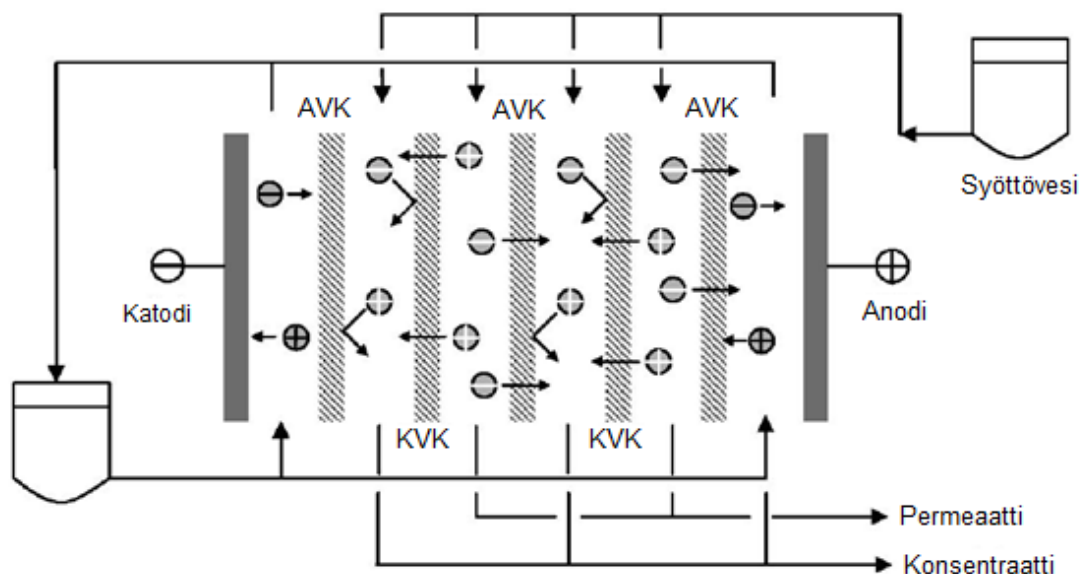 AVK
AVK
AVK
Syöttövesi
Katodi
Anodi
KVK
KVK
Permeaatti
Konsentraatti